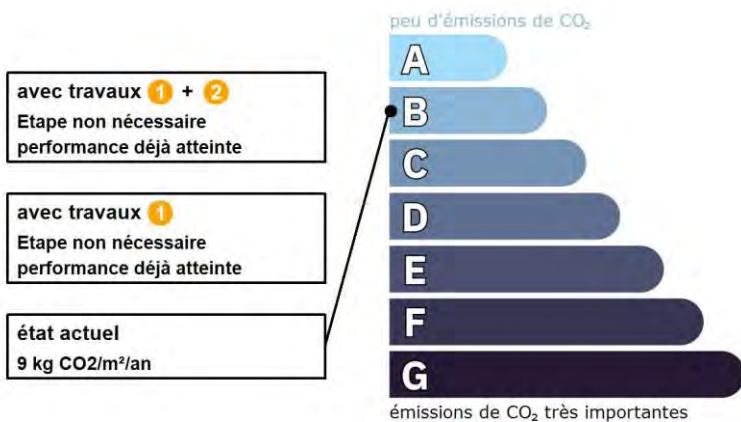 peu d'émissions de CO₂
A
B
C
D
E
F
G
émissions de CO₂ très importantes
avec travaux 1 + 2
Etape non nécessaire
performance déjà atteinte
avec travaux 1
Etape non nécessaire
performance déjà atteinte
état actuel
9 kg CO2/m²/an